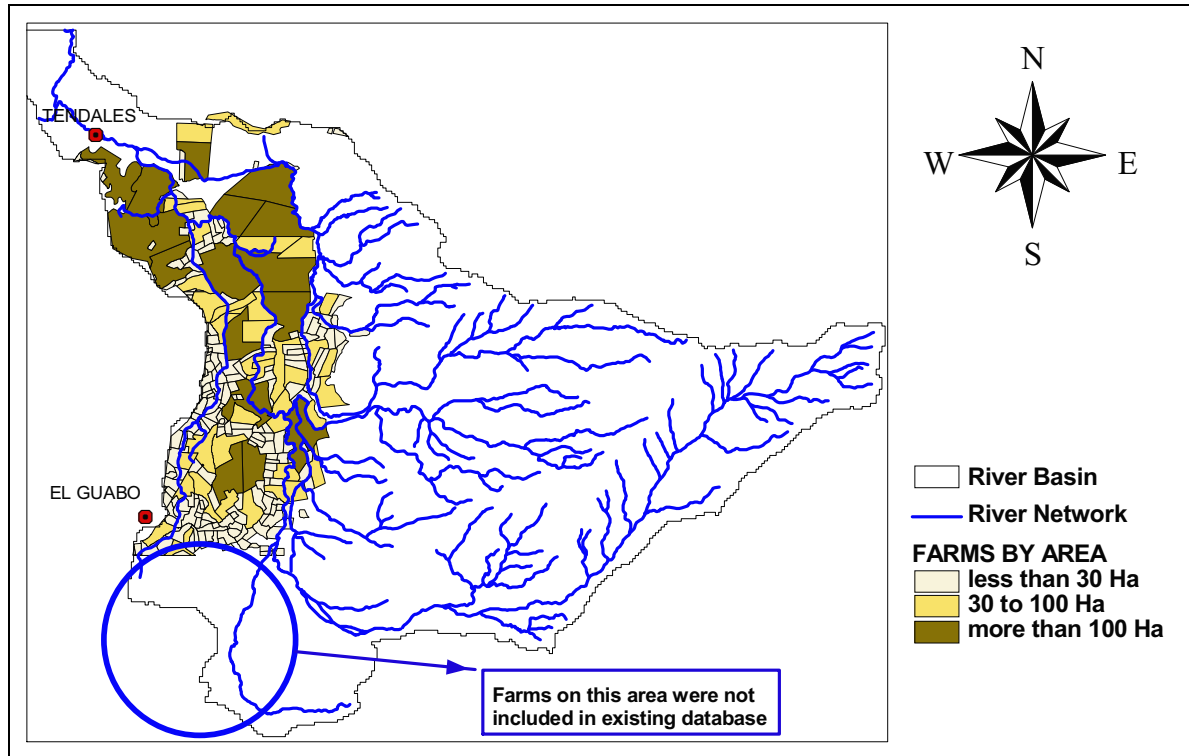 TENDALES
EL GUABO
N
W
E
S
River Basin
River Network
FARMS BY AREA
less than 30 Ha
30 to 100 Ha
more than 100 Ha
Farms on this area were not
included in existing database